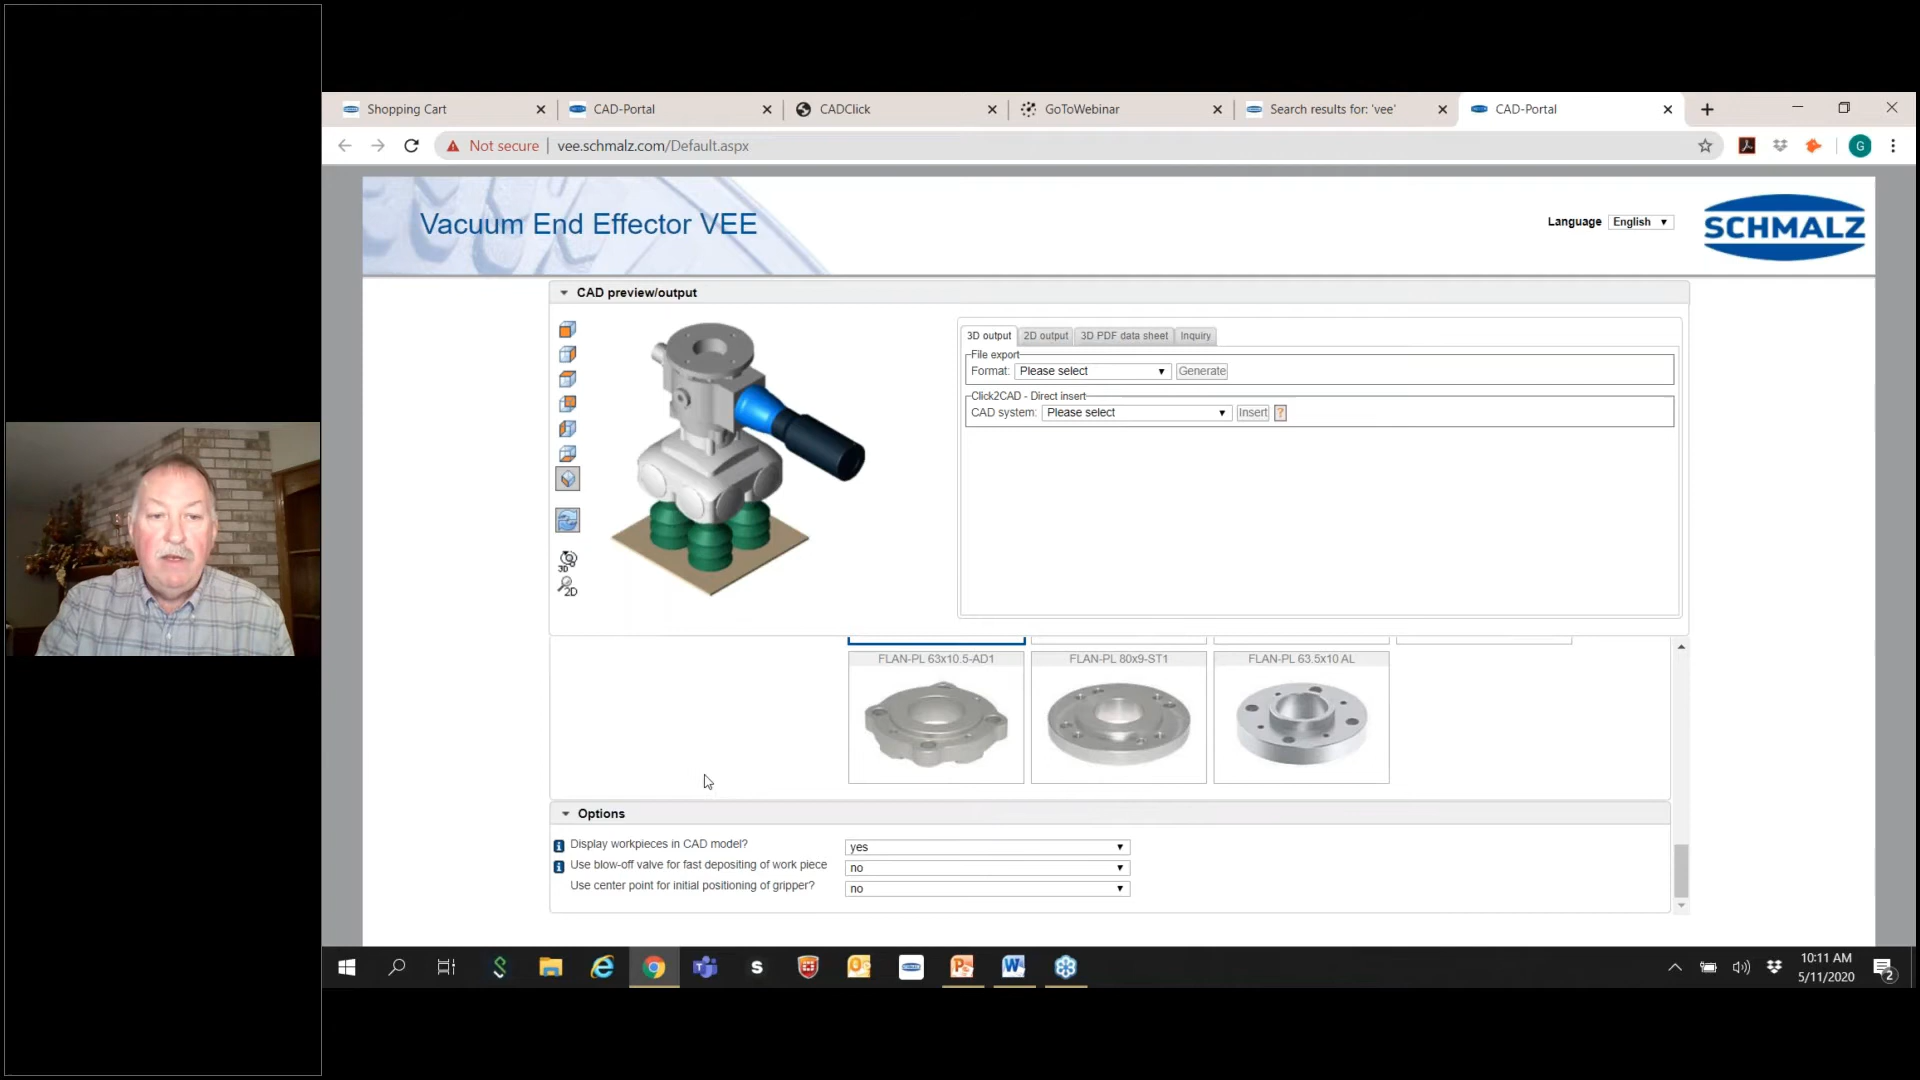 Shopping Cart
CAD-Portal
CADClick
GoToWebinar
Search results for: 'vee'
CAD-Portal
Not secure | vee.schmalz.com/Default.aspx
G
Vacuum End Effector VEE
Language English
SCHMALZ
CAD preview/output
3D output 2D output 3D PDF data sheet Inquiry
File export
Format: Please select Generate
Click2CAD - Direct insert
CAD system: Please select Insert ?
3D
2D
FLAN-PL 63x10.5-AD1
FLAN-PL 80x9-ST1
FLAN-PL 63.5x10 AL
Options
Display workpieces in CAD model? yes
Use blow-off valve for fast depositing of work piece no
Use center point for initial positioning of gripper? no
10:11 AM
5/11/2020
2